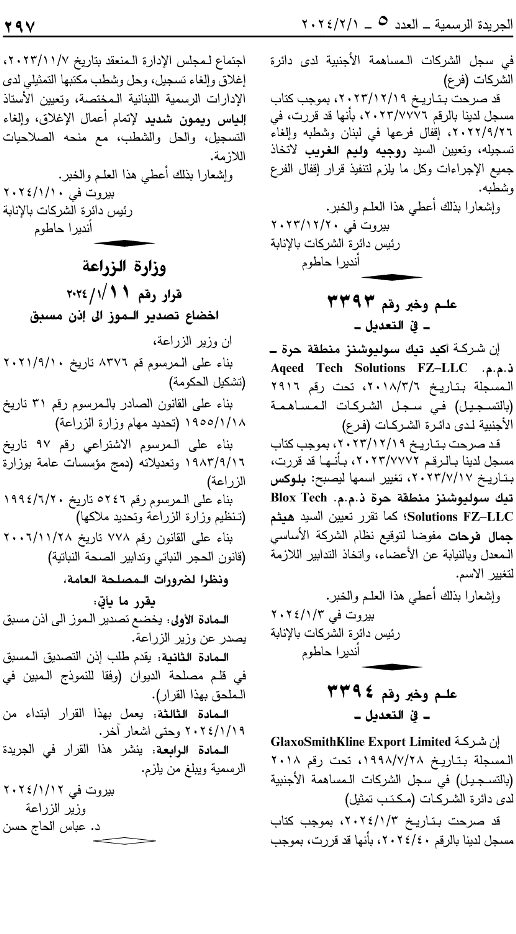 الجريدة الرسمية ــ العدد ٥ ــ ٢٠٢٤/٢/١
٢٩٧
في سجل الشركات المساهمة الأجنبية لدى دائرة
الشركات (فرع)
قد صرحت بتاريخ ٢٠٢٣/١٢/١٩، بموجب كتاب
مسجل لدينا بالرقم ٢٠٢٣/٧٧٧٦، بأنها قد قررت، في
٢٠٢٢/٩/٢٦، إقفال فرعها في لبنان وشطبه وإلغاء
تسجيله، وتعيين السيد روجيه وليم الغريب لاتخاذ
جميع الإجراءات وكل ما يلزم لتنفيذ قرار إقفال الفرع
وشطبه.
وإشعارا بذلك أعطي هذا العلم والخبر.
بيروت في ٢٠٢٣/١٢/٢٠
رئيس دائرة الشركات بالإنابة
أنديرا حاطوم
علم وخبر رقم ٣٣٩٣
ــ في التعديل ــ
إن شركة اكيد تيك سوليوشنز منطقة حرة ــ
ذ.م.م. Aqeed Tech Solutions FZ–LLC
المسجلة بتاريخ ٢٠١٨/٣/٦، تحت رقم ٢٩١٦
(بالتسجيل) في سجل الشركات المساهمة
الأجنبية لدى دائرة الشركات (فرع)
قد صرحت بتاريخ ٢٠٢٣/١٢/١٩، بموجب كتاب
مسجل لدينا بالرقم ٢٠٢٣/٧٧٧٢، بأنها قد قررت،
بتاريخ ٢٠٢٣/٧/١٧، تغيير اسمها ليصبح: بلوكس
تيك سوليوشنز منطقة حرة ذ.م.م. Blox Tech
Solutions FZ–LLC؛ كما تقرر تعيين السيد هيثم
جمال فرحات مفوضا لتوقيع نظام الشركة الأساسي
المعدل وبالنيابة عن الأعضاء، واتخاذ التدابير اللازمة
لتغيير الاسم.
وإشعارا بذلك أعطي هذا العلم والخبر.
بيروت في ٢٠٢٤/١/٣
رئيس دائرة الشركات بالإنابة
أنديرا حاطوم
علم وخبر رقم ٣٣٩٤
ــ في التعديل ــ
إن شركة GlaxoSmithKline Export Limited
المسجلة بتاريخ ١٩٩٨/٧/٢٨، تحت رقم ٢٠١٨
(بالتسجيل) في سجل الشركات المساهمة الأجنبية
لدى دائرة الشركات (مكتب تمثيل)
قد صرحت بتاريخ ٢٠٢٤/١/٣، بموجب كتاب
مسجل لدينا بالرقم ٢٠٢٤/٤٠، بأنها قد قررت، بموجب
اجتماع لمجلس الإدارة المنعقد بتاريخ ٢٠٢٣/١١/٧،
إغلاق وإلغاء تسجيل، وحل وشطب مكتبها التمثيلي لدى
الإدارات الرسمية اللبنانية المختصة، وتعيين الأستاذ
الياس ريمون شديد لإتمام أعمال الإغلاق، وإلغاء
التسجيل، والحل والشطب، مع منحه الصلاحيات
اللازمة.
وإشعارا بذلك أعطي هذا العلم والخبر.
بيروت في ٢٠٢٤/١/١٠
رئيس دائرة الشركات بالإنابة
أنديرا حاطوم
وزارة الزراعة
قرار رقم ٢٠٢٤/١/١١
اخضاع تصدير الموز الى إذن مسبق
ان وزير الزراعة،
بناء على المرسوم قم ٨٣٧٦ تاريخ ٢٠٢١/٩/١٠
(تشكيل الحكومة)
بناء على القانون الصادر بالمرسوم رقم ٣١ تاريخ
١٩٥٥/١/١٨ (تحديد مهام وزارة الزراعة)
بناء على المرسوم الاشتراعي رقم ٩٧ تاريخ
١٩٨٣/٩/١٦ وتعديلاته (دمج مؤسسات عامة بوزارة
الزراعة)
بناء على المرسوم رقم ٥٢٤٦ تاريخ ١٩٩٤/٦/٢٠
(تنظيم وزارة الزراعة وتحديد ملاكها)
بناء على القانون رقم ٧٧٨ تاريخ ٢٠٠٦/١١/٢٨
(قانون الحجر النباتي وتدابير الصحة النباتية)
ونظرا لضرورات المصلحة العامة،
يقرر ما يأتي:
المادة الأولى: يخضع تصدير الموز الى اذن مسبق
يصدر عن وزير الزراعة.
المادة الثانية: يقدم طلب إذن التصديق المسبق
في قلم مصلحة الديوان (وفقا للنموذج المبين في
الملحق بهذا القرار).
المادة الثالثة: يعمل بهذا القرار ابتداء من
٢٠٢٤/١/١٩ وحتى اشعار آخر.
المادة الرابعة: ينشر هذا القرار في الجريدة
الرسمية ويبلغ من يلزم.
بيروت في ٢٠٢٤/١/١٢
وزير الزراعة
د. عباس الحاج حسن